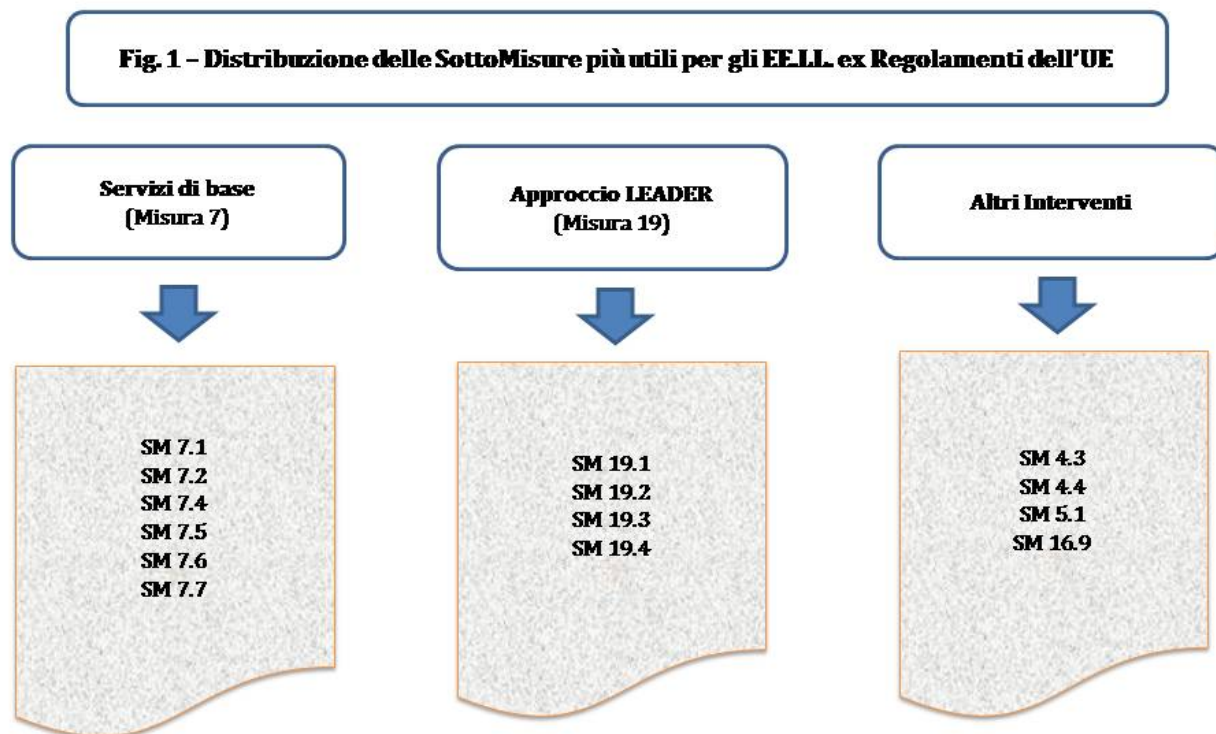 Fig. 1 – Distribuzione delle SottoMisure più utili per gli EE.LL. ex Regolamenti dell'UE
Servizi di base
(Misura 7)
Approccio LEADER
(Misura 19)
Altri Interventi
SM 7.1
SM 7.2
SM 7.4
SM 7.5
SM 7.6
SM 7.7
SM 19.1
SM 19.2
SM 19.3
SM 19.4
SM 4.3
SM 4.4
SM 5.1
SM 16.9